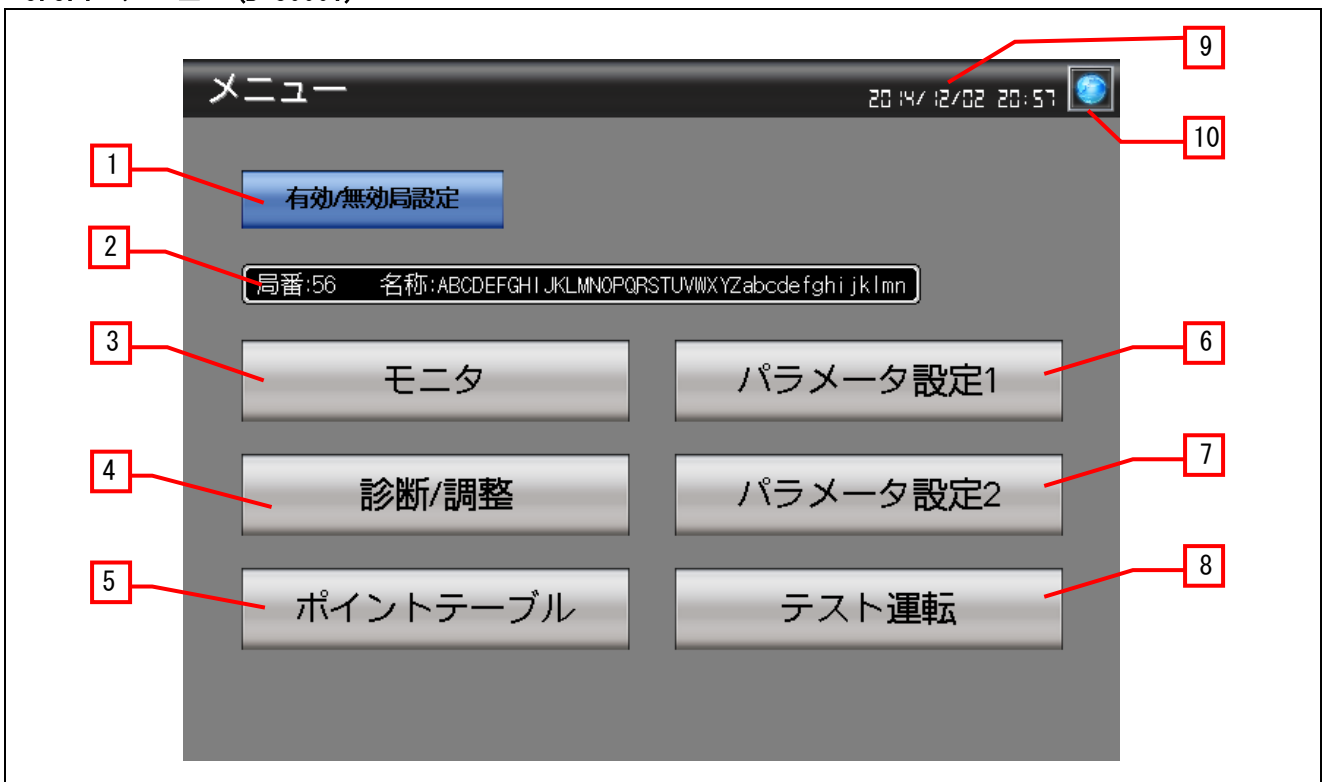 9
メニュー 2014/12/02 20:57
10
1
有効/無効局設定
2
局番:56 名称:ABCDEFGHIJKLMNOPQRSTUVWXYZabcdefghijklmn
3 モニタ パラメータ設定1 6
4 診断/調整 パラメータ設定2 7
5 ポイントテーブル テスト運転 8